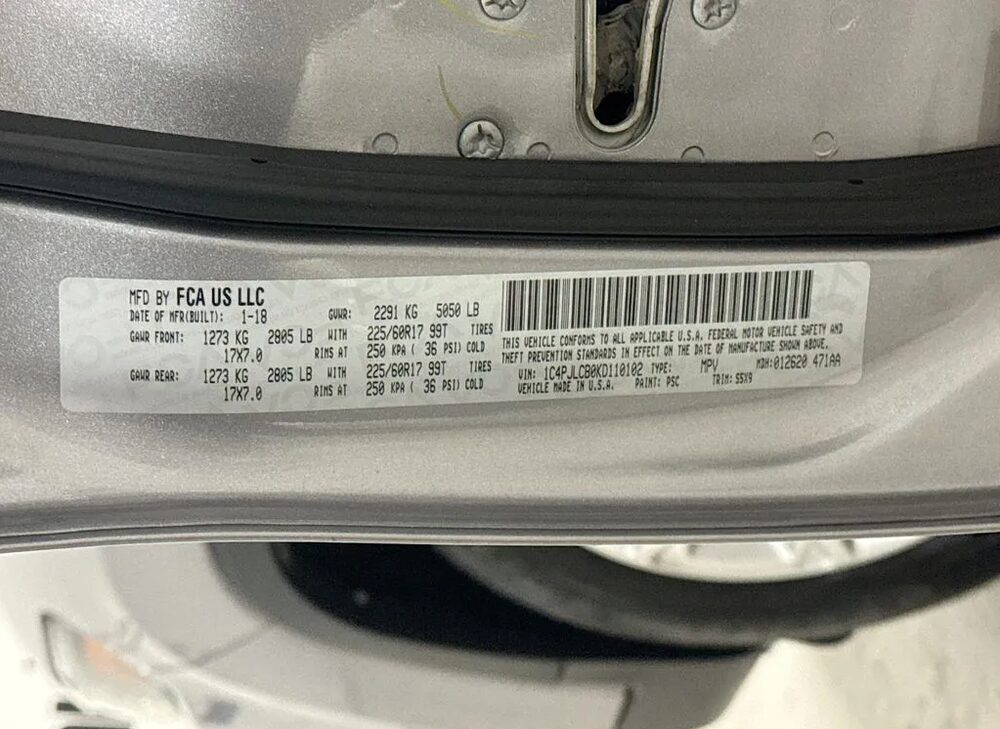 MFD BY FCA US LLC
DATE OF MFR(BUILT): 1-18 GVWR: 2291 KG 5050 LB
GAWR FRONT: 1273 KG 2805 LB WITH 225/60R17 99T TIRES
17X7.0 RIMS AT 250 KPA ( 36 PSI) COLD
GAWR REAR: 1273 KG 2805 LB WITH 225/60R17 99T TIRES
17X7.0 RIMS AT 250 KPA ( 36 PSI) COLD
THIS VEHICLE CONFORMS TO ALL APPLICABLE U.S.A. FEDERAL MOTOR VEHICLE SAFETY AND
THEFT PREVENTION STANDARDS IN EFFECT ON THE DATE OF MANUFACTURE SHOWN ABOVE.
VIN: 1C4PJLCB0KD110102 TYPE: MPV MDH:012620 471AA
VEHICLE MADE IN U.S.A. PAINT: PSC TRIM: S5X9